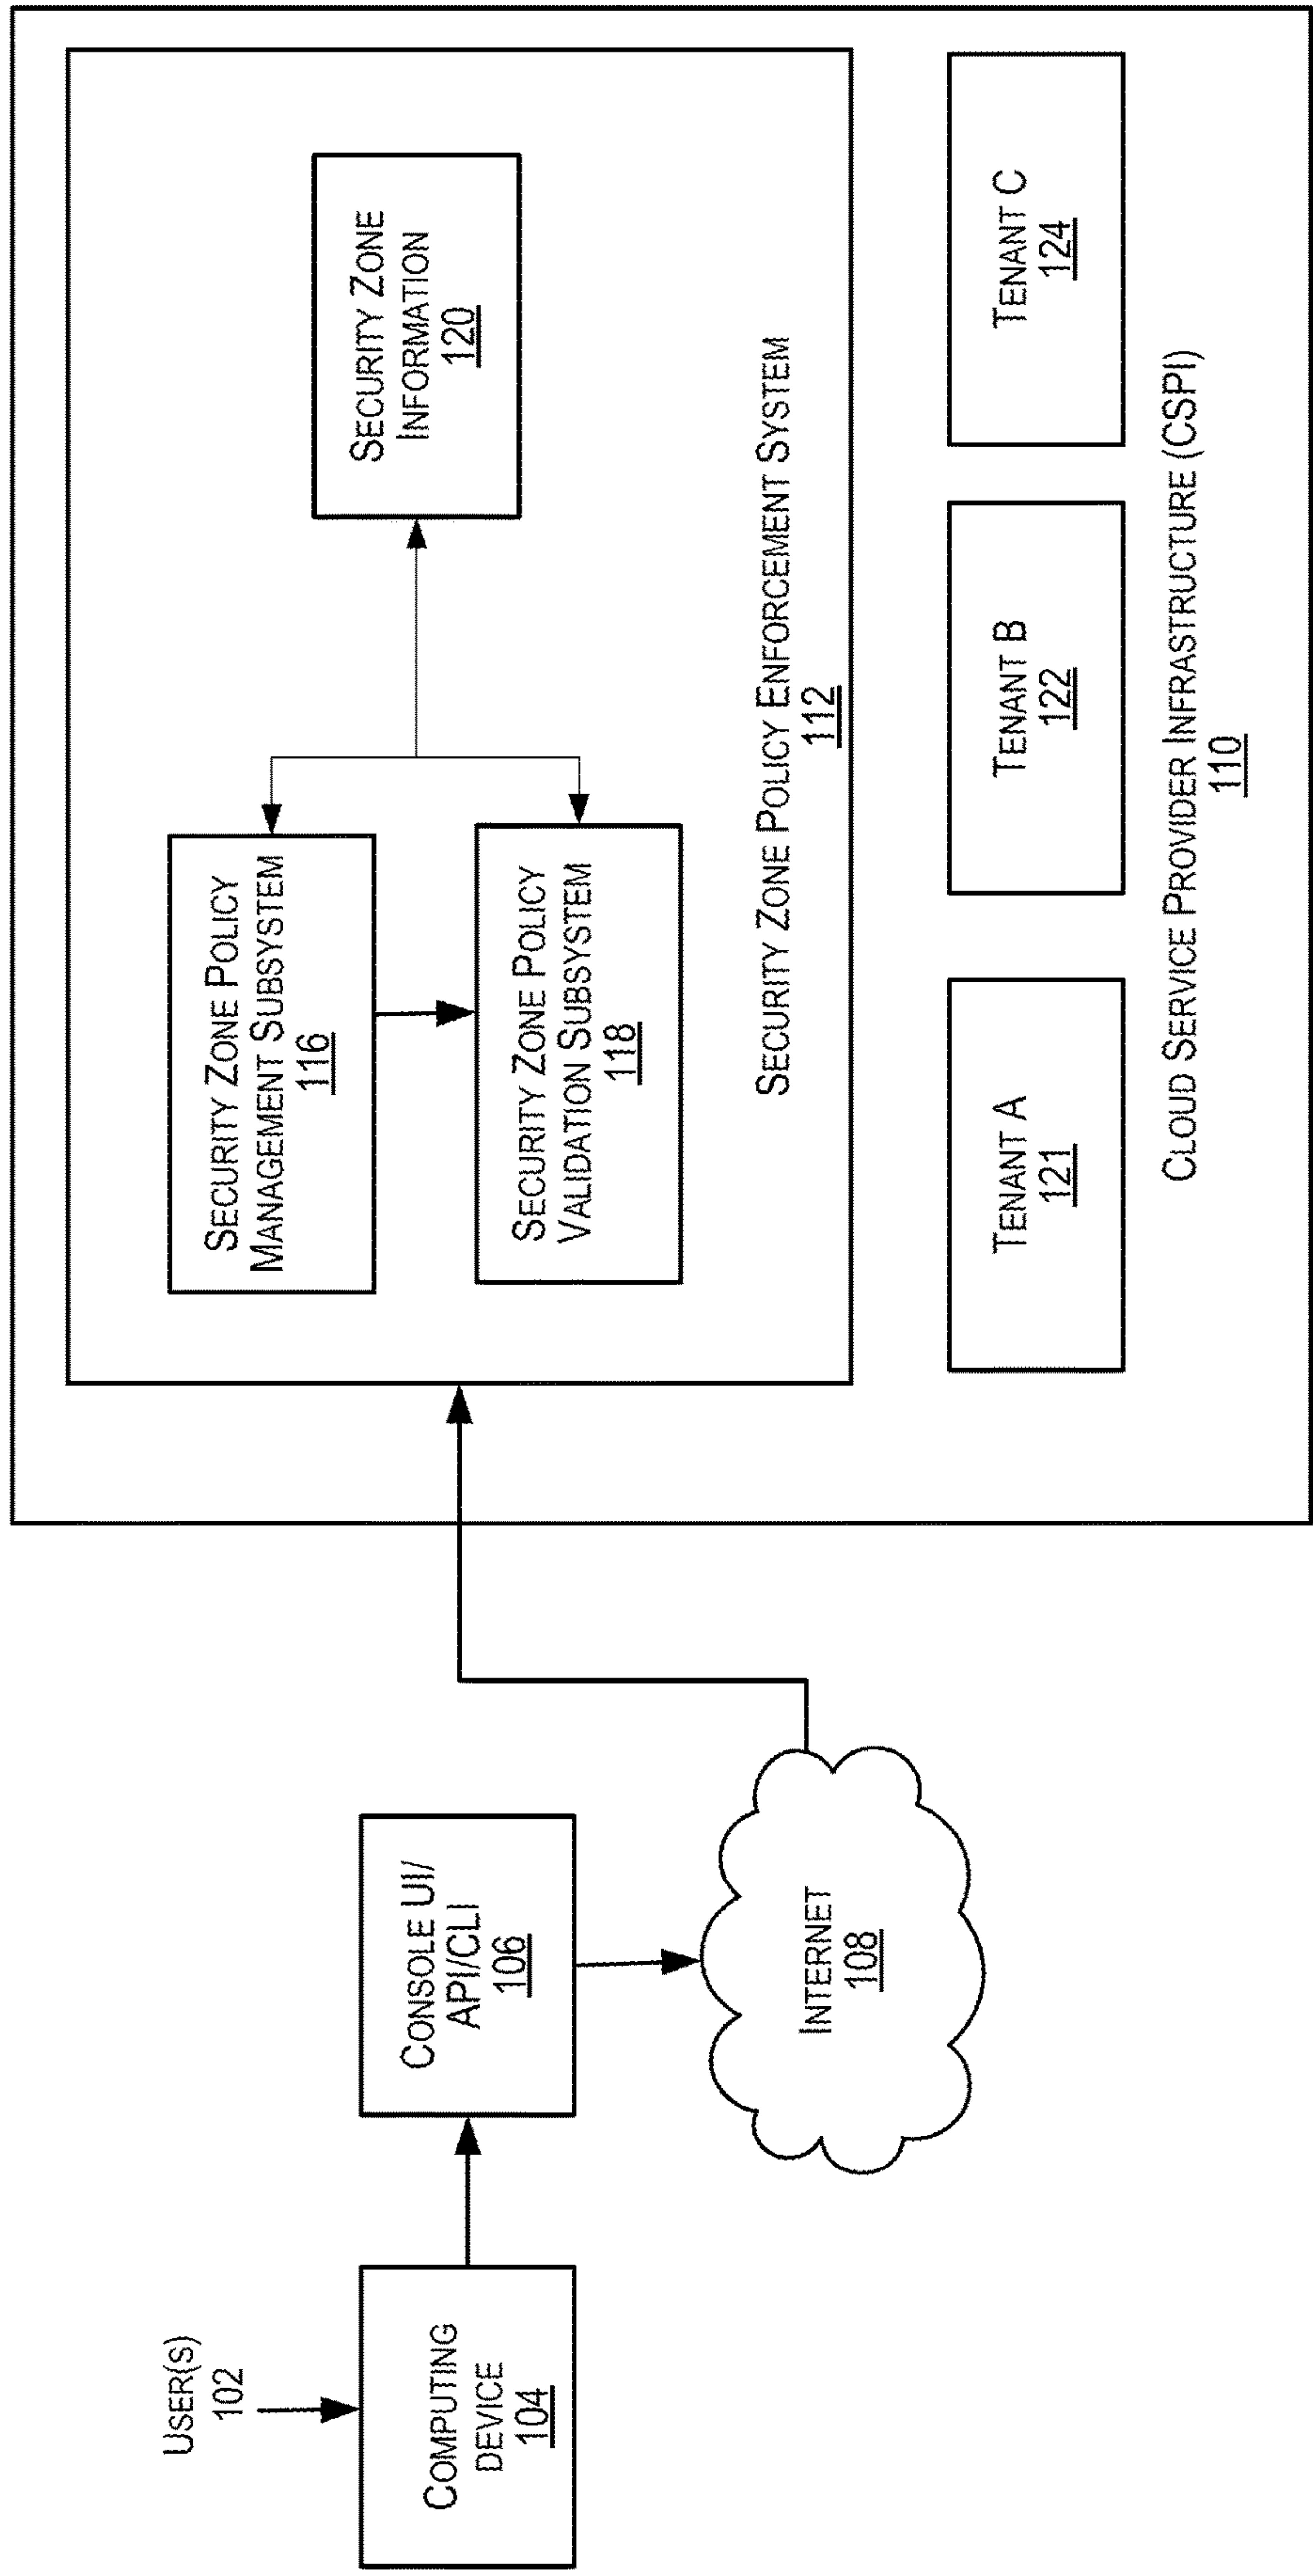 USER(S)
102
COMPUTING
DEVICE
104
CONSOLE UI/
API/CLI
106
INTERNET
108
SECURITY ZONE POLICY
MANAGEMENT SUBSYSTEM
116
SECURITY ZONE POLICY
VALIDATION SUBSYSTEM
118
SECURITY ZONE
INFORMATION
120
SECURITY ZONE POLICY ENFORCEMENT SYSTEM
112
TENANT A
121
TENANT B
122
TENANT C
124
CLOUD SERVICE PROVIDER INFRASTRUCTURE (CSPI)
110